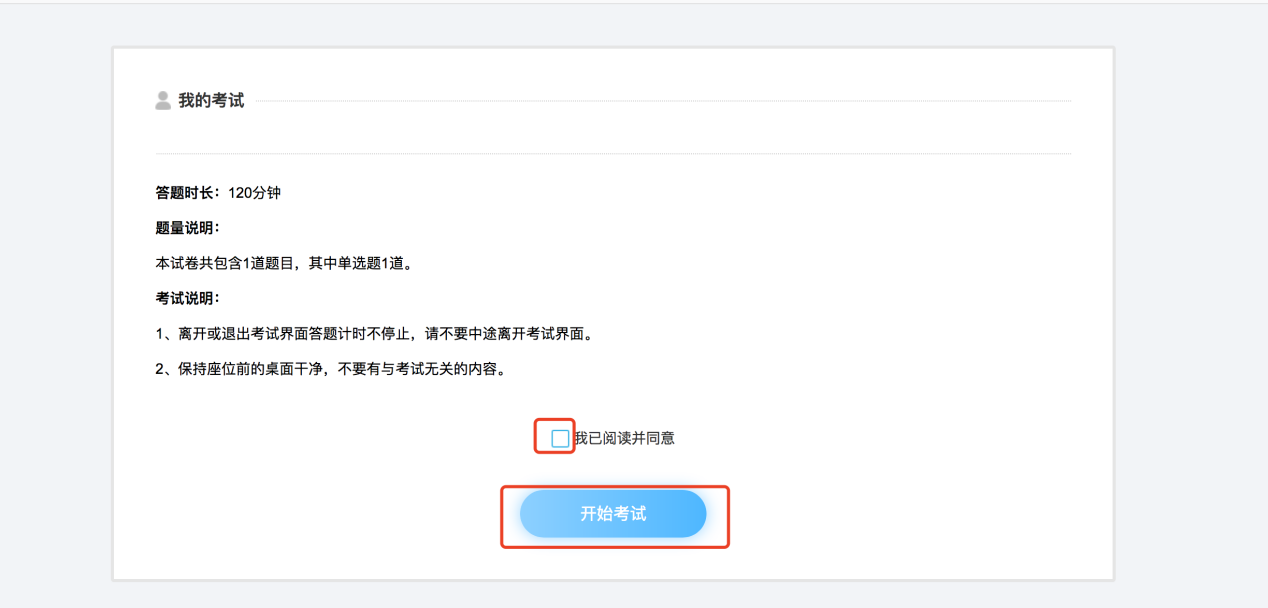 我的考试
答题时长：120分钟
题量说明：
本试卷共包含1道题目，其中单选题1道。
考试说明：
1、离开或退出考试界面答题计时不停止，请不要中途离开考试界面。
2、保持座位前的桌面干净，不要有与考试无关的内容。
我已阅读并同意
开始考试